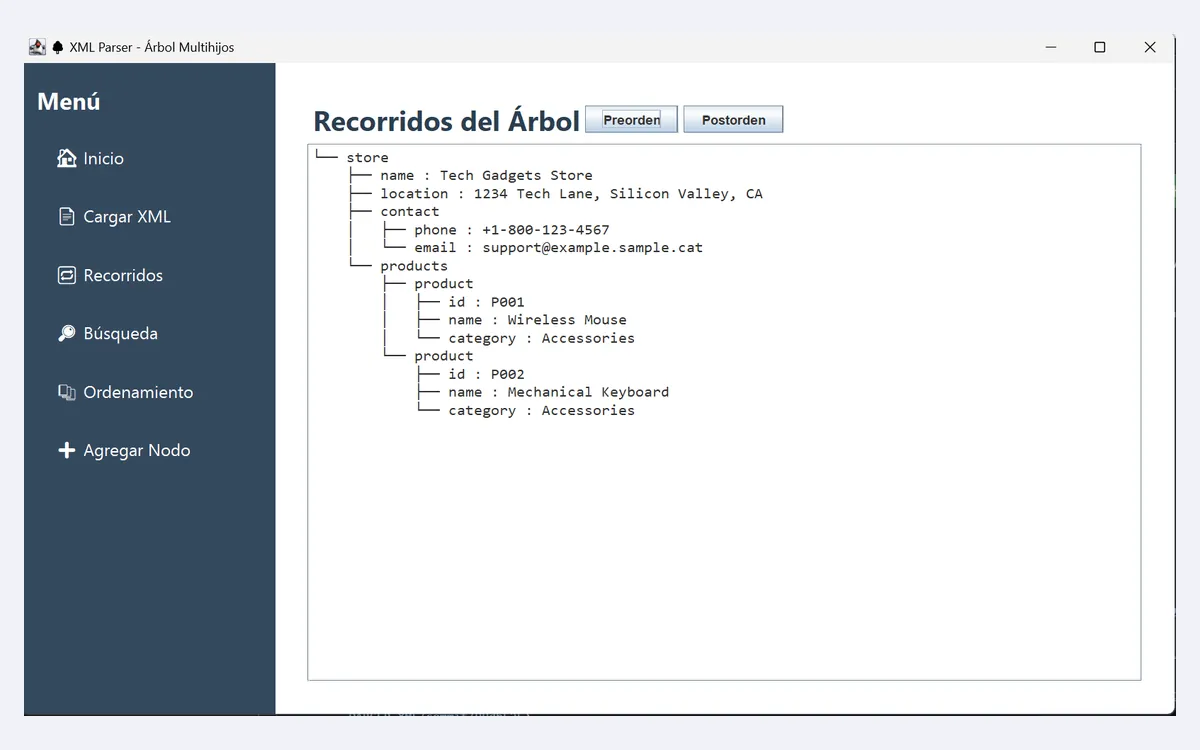 XML Parser - Árbol Multihijos
Menú
Inicio
Cargar XML
Recorridos
Búsqueda
Ordenamiento
Agregar Nodo
Recorridos del Árbol Preorden Postorden
└── store
    ├── name : Tech Gadgets Store
    ├── location : 1234 Tech Lane, Silicon Valley, CA
    ├── contact
    │   ├── phone : +1-800-123-4567
    │   └── email : support@example.sample.cat
    └── products
        ├── product
        │   ├── id : P001
        │   ├── name : Wireless Mouse
        │   └── category : Accessories
        └── product
            ├── id : P002
            ├── name : Mechanical Keyboard
            └── category : Accessories